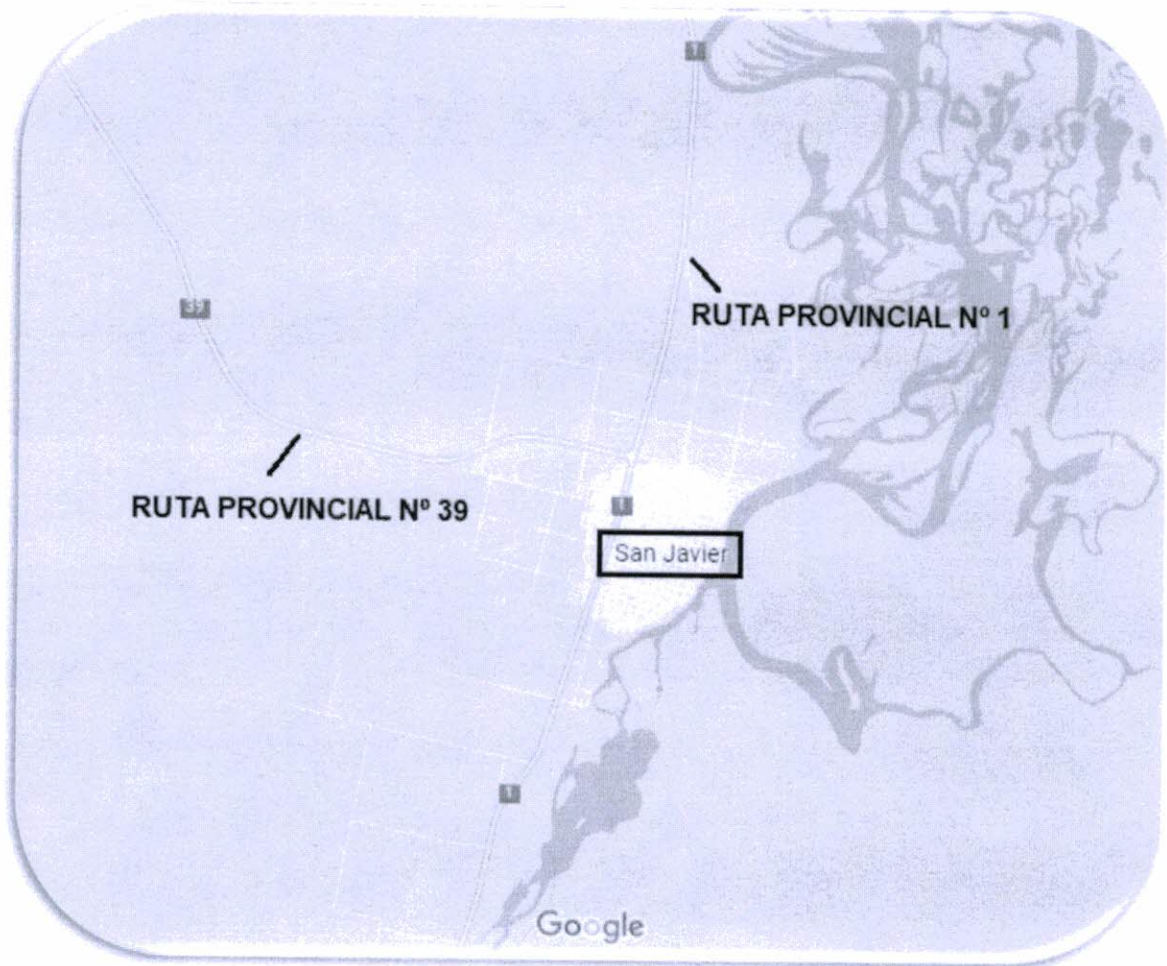 1
39
RUTA PROVINCIAL Nº 1
RUTA PROVINCIAL Nº 39
1
San Javier
1
Google